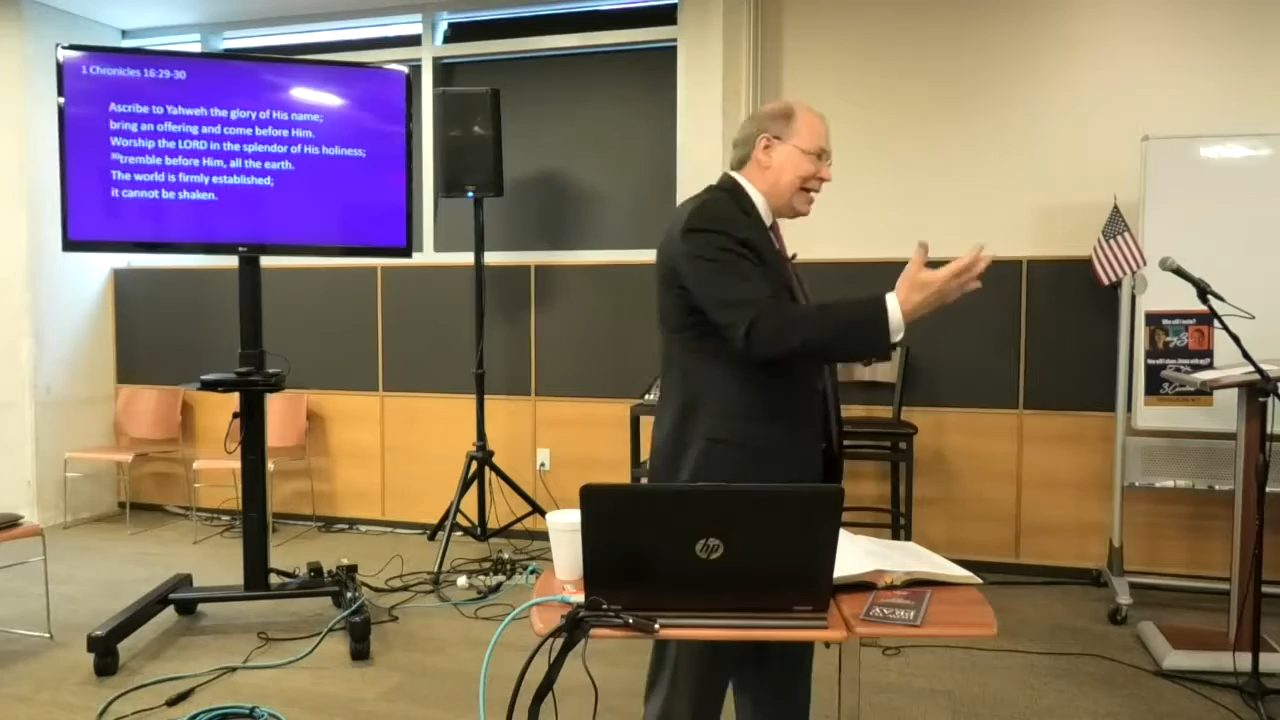 1 Chronicles 16:29-30
Ascribe to Yahweh the glory of His name;
bring an offering and come before Him.
Worship the LORD in the splendor of His holiness;
³⁰tremble before Him, all the earth.
The world is firmly established;
it cannot be shaken.
hp
PRAY